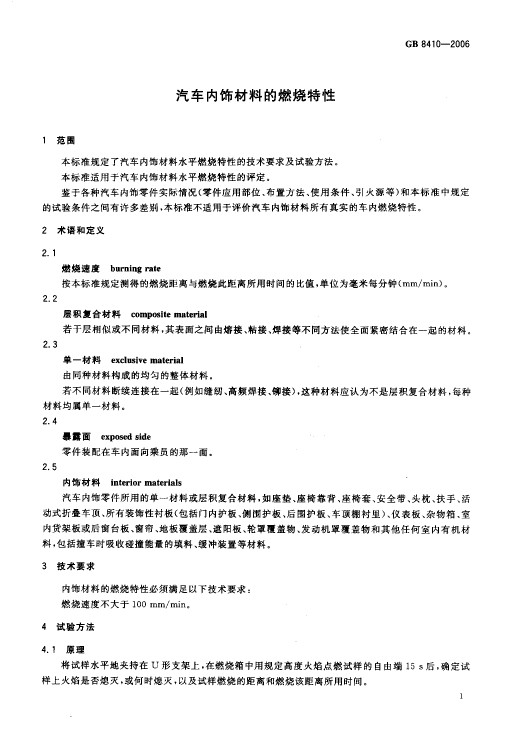 GB 8410—2006
汽车内饰材料的燃烧特性
1 范围
本标准规定了汽车内饰材料水平燃烧特性的技术要求及试验方法。
本标准适用于汽车内饰材料水平燃烧特性的评定。
鉴于各种汽车内饰零件实际情况(零件应用部位、布置方法、使用条件、引火源等)和本标准中规定
的试验条件之间有许多差别,本标准不适用于评价汽车内饰材料所有真实的车内燃烧特性。
2 术语和定义
2.1
燃烧速度 burning rate
按本标准规定测得的燃烧距离与燃烧此距离所用时间的比值,单位为毫米每分钟(mm/min)。
2.2
层积复合材料 composite material
若干层相似或不同材料,其表面之间由熔接、粘接、焊接等不同方法使全面紧密结合在一起的材料。
2.3
单一材料 exclusive material
由同种材料构成的均匀的整体材料。
若不同材料断续连接在一起(例如缝纫、高频焊接、铆接),这种材料应认为不是层积复合材料,每种
材料均属单一材料。
2.4
暴露面 exposed side
零件装配在车内面向乘员的那一面。
2.5
内饰材料 interior materials
汽车内饰零件所用的单一材料或层积复合材料,如座垫、座椅靠背、座椅套、安全带、头枕、扶手、活
动式折叠车顶、所有装饰性衬板(包括门内护板、侧围护板、后围护板、车顶棚衬里)、仪表板、杂物箱、室
内货架板或后窗台板、窗帘、地板覆盖层、遮阳板、轮罩覆盖物、发动机罩覆盖物和其他任何室内有机材
料,包括撞车时吸收碰撞能量的填料、缓冲装置等材料。
3 技术要求
内饰材料的燃烧特性必须满足以下技术要求:
燃烧速度不大于100 mm/min。
4 试验方法
4.1 原理
将试样水平地夹持在U形支架上,在燃烧箱中用规定高度火焰点燃试样的自由端15 s后,确定试
样上火焰是否熄灭,或何时熄灭,以及试样燃烧的距离和燃烧该距离所用时间。
1